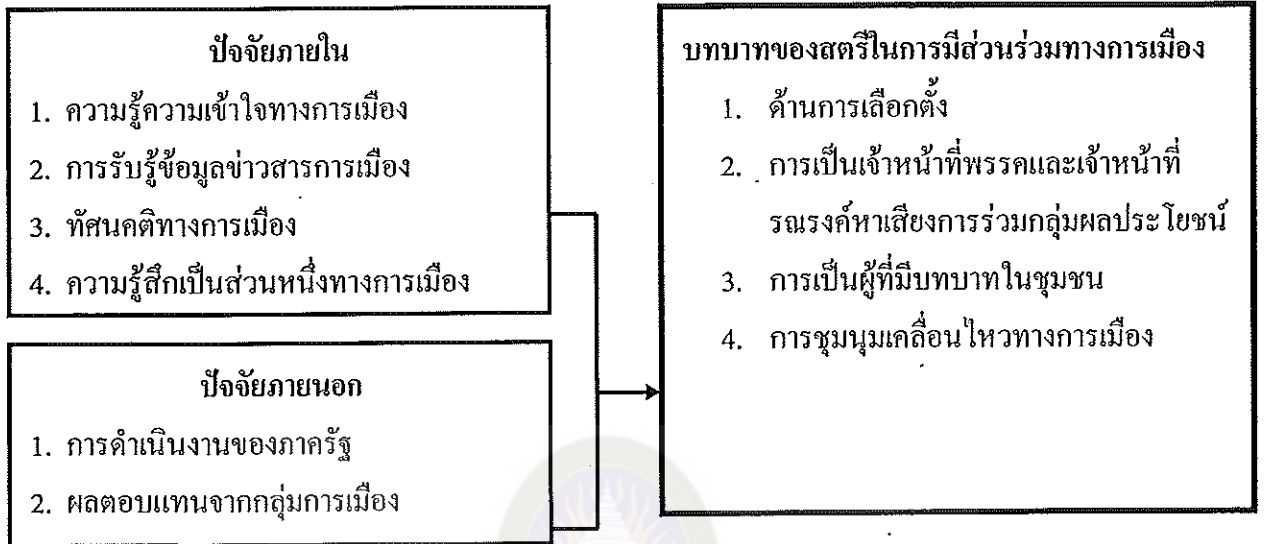 ปัจจัยภายใน
1. ความรู้ความเข้าใจทางการเมือง
2. การรับรู้ข้อมูลข่าวสารการเมือง
3. ทัศนคติทางการเมือง
4. ความรู้สึกเป็นส่วนหนึ่งทางการเมือง
ปัจจัยภายนอก
1. การดำเนินงานของภาครัฐ
2. ผลตอบแทนจากกลุ่มการเมือง
บทบาทของสตรีในการมีส่วนร่วมทางการเมือง
1. ด้านการเลือกตั้ง
2. การเป็นเจ้าหน้าที่พรรคและเจ้าหน้าที่
รณรงค์หาเสียงการร่วมกลุ่มผลประโยชน์
3. การเป็นผู้ที่มีบทบาทในชุมชน
4. การชุมนุมเคลื่อนไหวทางการเมือง